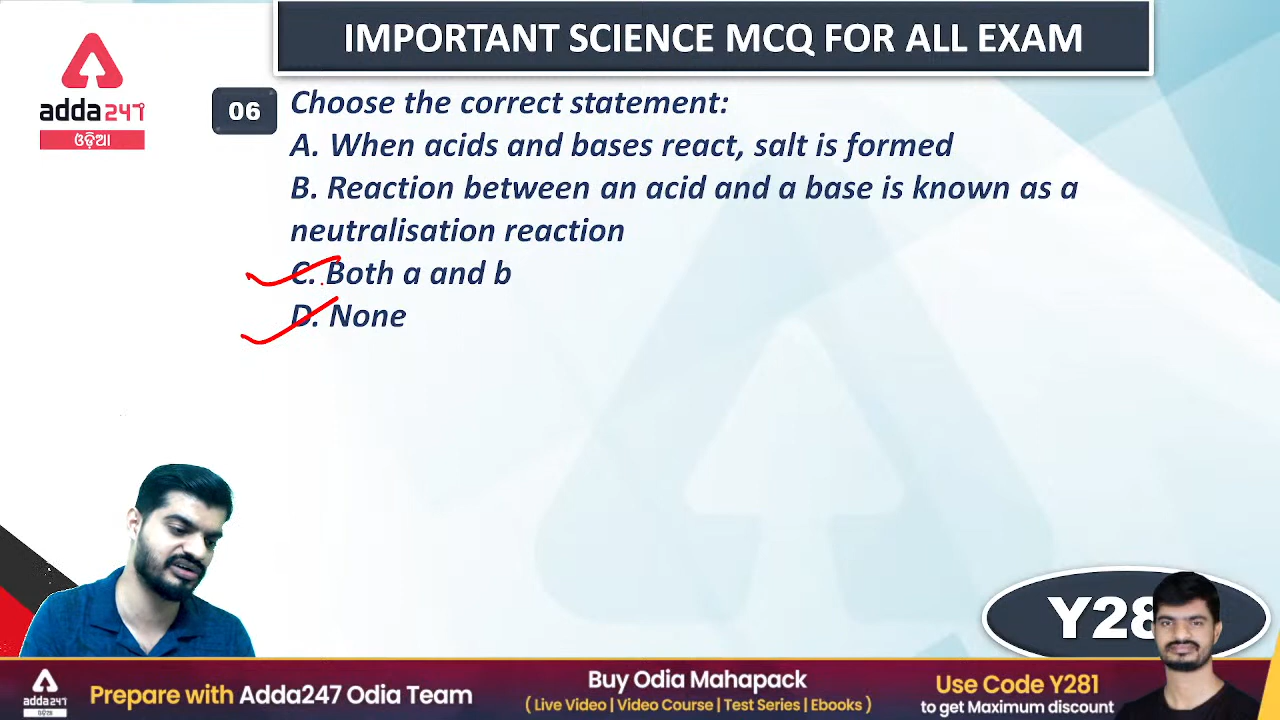 IMPORTANT SCIENCE MCQ FOR ALL EXAM
adda247
ଓଡ଼ିଆ
06
Choose the correct statement:
A. When acids and bases react, salt is formed
B. Reaction between an acid and a base is known as a
neutralisation reaction
C. Both a and b
D. None
Y28
adda247
ଓଡ଼ିଆ
Prepare with Adda247 Odia Team
Buy Odia Mahapack
( Live Video | Video Course | Test Series | Ebooks )
Use Code Y281
to get Maximum discount